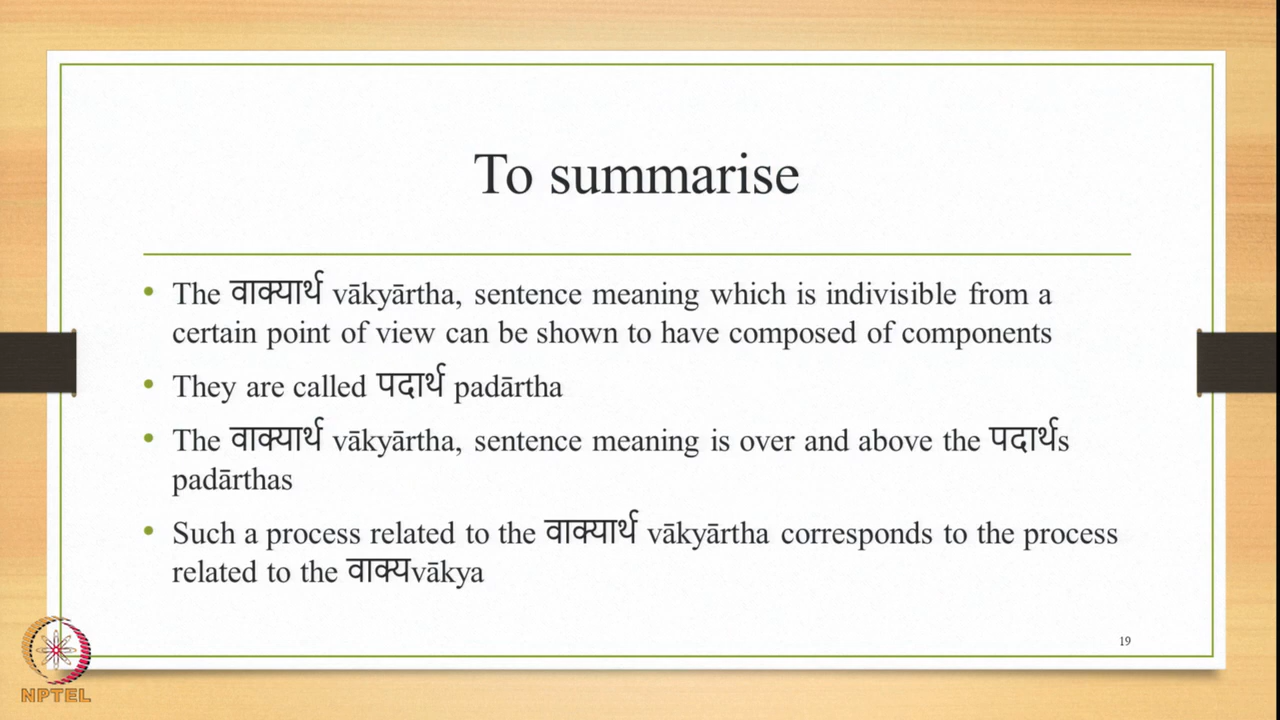 To summarise
• The वाक्यार्थ vākyārtha, sentence meaning which is indivisible from a
certain point of view can be shown to have composed of components
• They are called पदार्थ padārtha
• The वाक्यार्थ vākyārtha, sentence meaning is over and above the पदार्थs
padārthas
• Such a process related to the वाक्यार्थ vākyārtha corresponds to the process
related to the वाक्यvākya
19
NPTEL